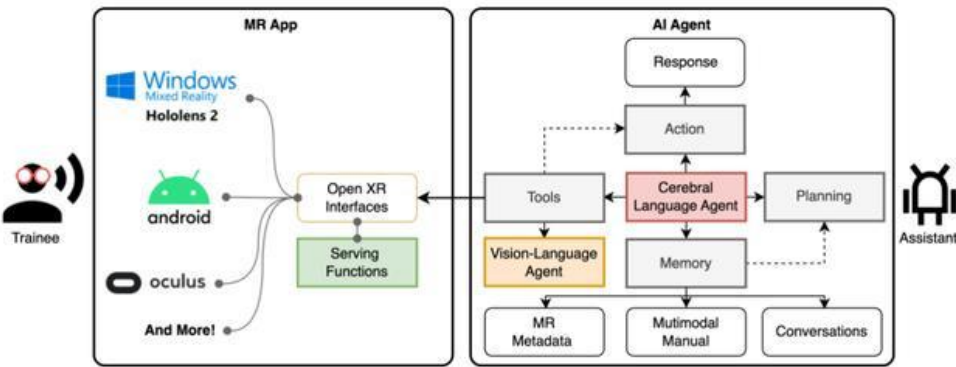 MR App
Windows
Mixed Reality
Hololens 2
android
oculus
And More!
Open XR
Interfaces
Serving
Functions
Trainee
AI Agent
Response
Action
Tools
Cerebral
Language Agent
Planning
Vision-Language
Agent
Memory
MR
Metadata
Mutimodal
Manual
Conversations
Assistant